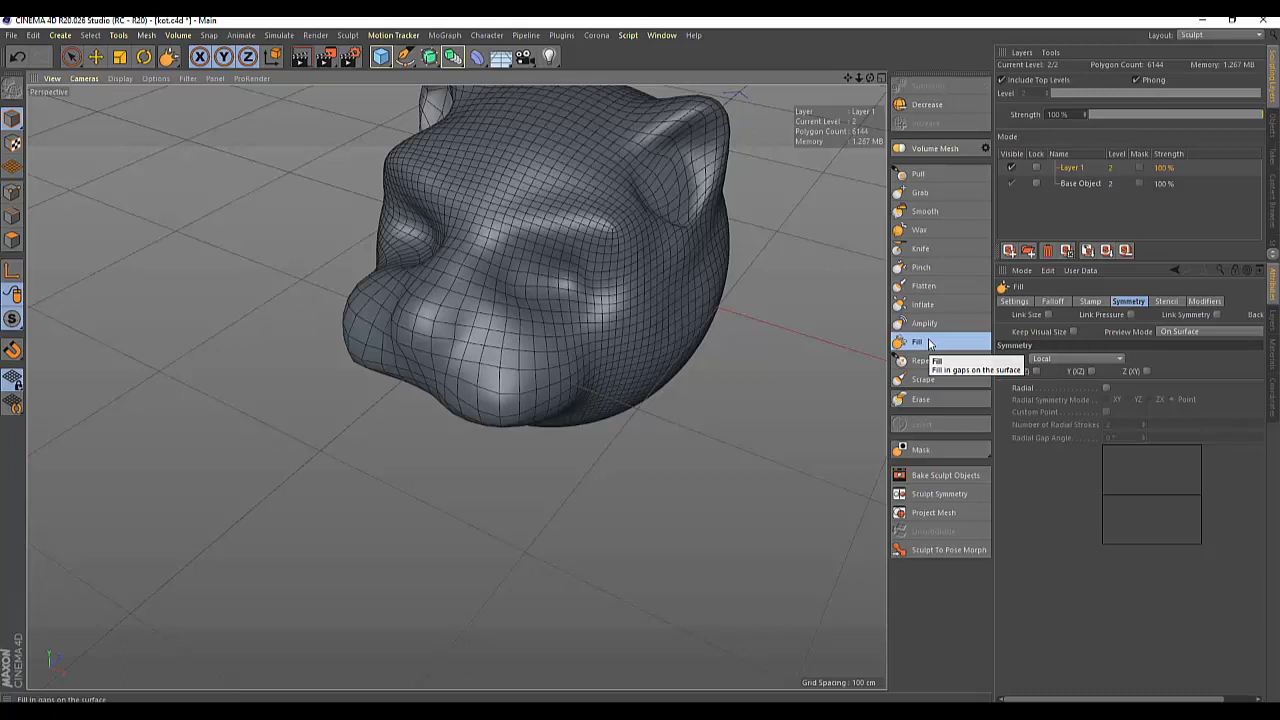 CINEMA 4D R20.026 Studio (RC - R20) - [kot.c4d *] - Main
File Edit Create Select Tools Mesh Volume Snap Animate Simulate Render Sculpt Motion Tracker MoGraph Character Pipeline Plugins Corona Script Window Help
Layout: Sculpt
View Cameras Display Options Filter Panel ProRender
Perspective
Layer : Layer 1
Current Level : 2
Polygon Count : 6144
Memory : 1.267 MB
Grid Spacing : 100 cm
Decrease
Increase
Volume Mesh
Pull
Grab
Smooth
Wax
Knife
Pinch
Flatten
Inflate
Amplify
Fill
Fill
Fill in gaps on the surface
Scrape
Erase
Mask
Bake Sculpt Objects
Sculpt Symmetry
Project Mesh
Sculpt To Pose Morph
Layers Tools
Current Level: 2/2 Polygon Count: 6144 Memory: 1.267 MB
Include Top Levels Phong
Level 2
Strength 100 %
Mode
Visible Lock Name Level Mask Strength
Layer 1 2 100 %
Base Object 2 100 %
Mode Edit User Data
Fill
Settings Falloff Stamp Symmetry Stencil Modifiers
Link Size Link Pressure Link Symmetry Back
Keep Visual Size Preview Mode On Surface
Symmetry
Local
Y (XZ) Z (XY)
Radial
Radial Symmetry Mode XY YZ ZX Point
Custom Point
Number of Radial Strokes 2
Radial Gap Angle 0 °
Fill in gaps on the surface
MAXON
CINEMA 4D